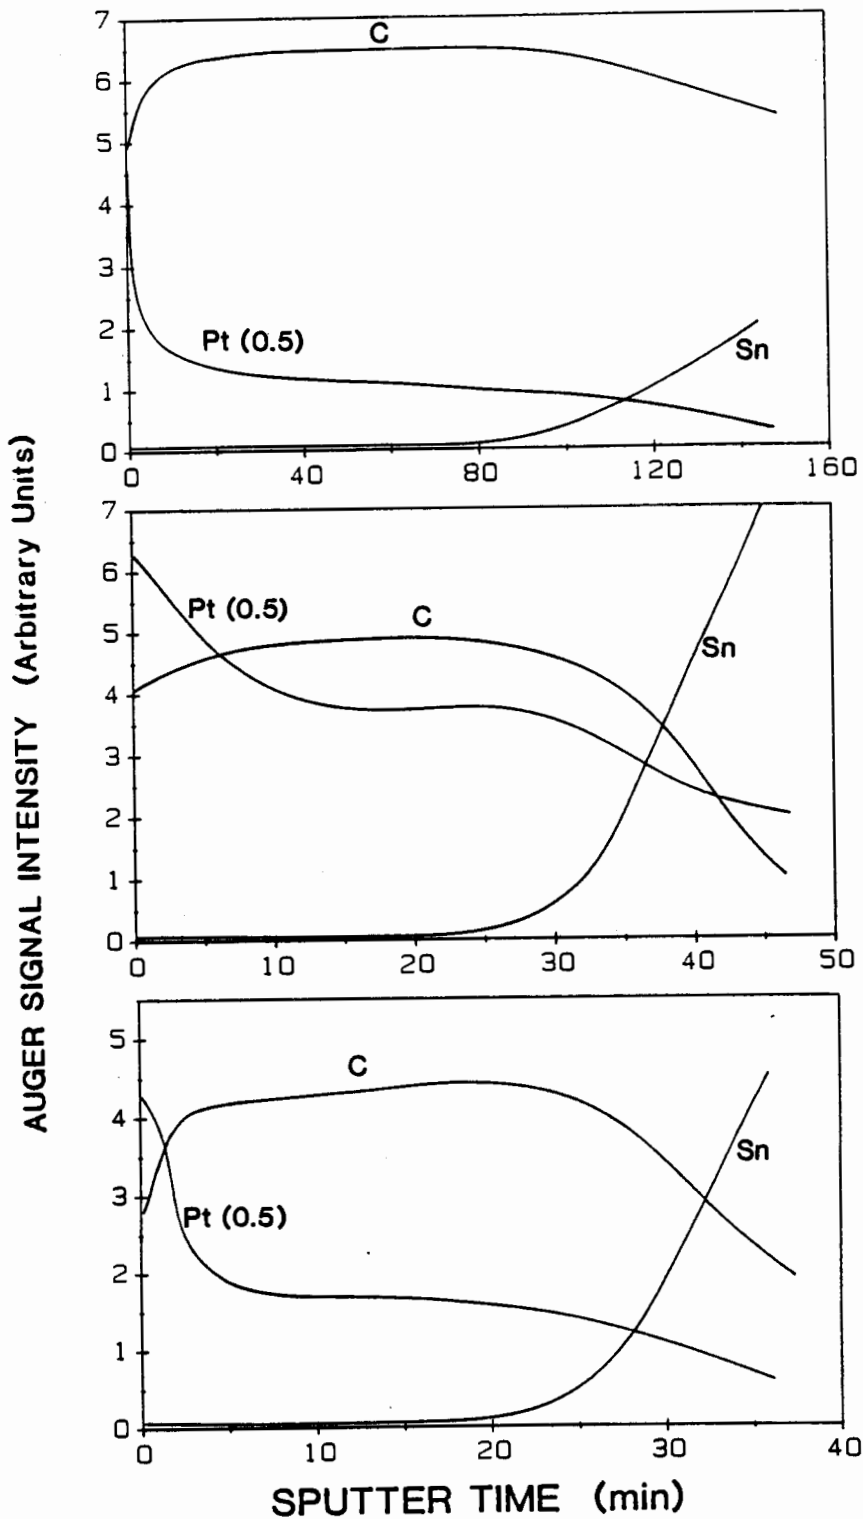 AUGER SIGNAL INTENSITY (Arbitrary Units)
7
6
5
4
3
2
1
0
C
Pt (0.5)
Sn
0 40 80 120 160
7
6
5
4
3
2
1
0
Pt (0.5)
C
Sn
0 10 20 30 40 50
5
4
3
2
1
0
C
Sn
Pt (0.5)
0 10 20 30 40
SPUTTER TIME (min)